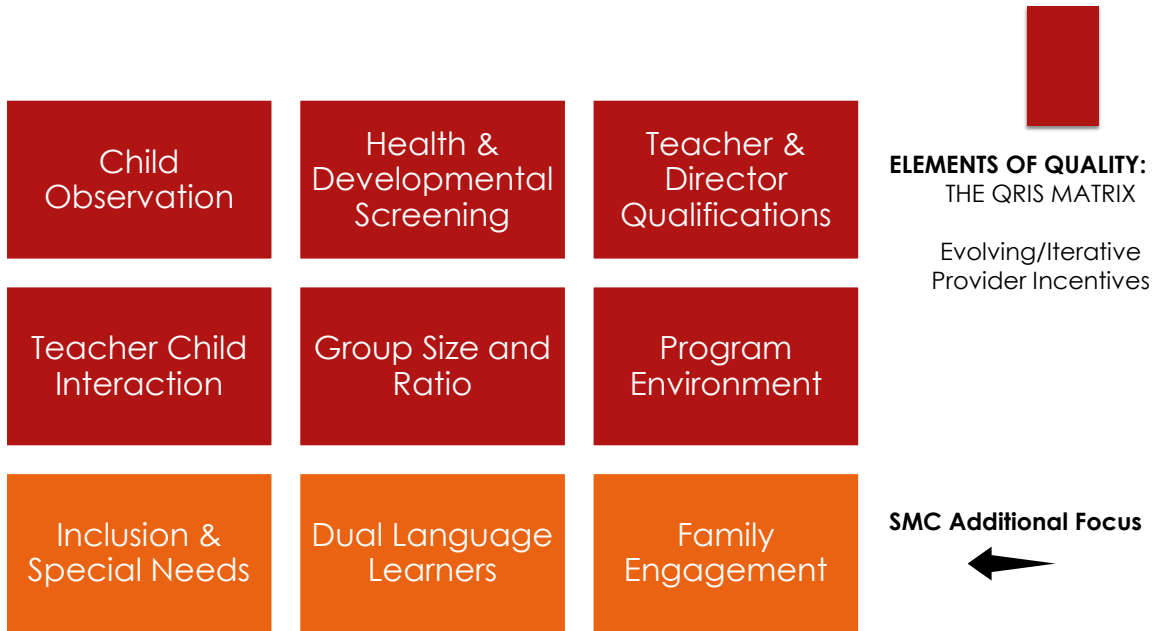 Child
Observation
Health &
Developmental
Screening
Teacher &
Director
Qualifications
ELEMENTS OF QUALITY:
THE QRIS MATRIX
Evolving/Iterative
Provider Incentives
Teacher Child
Interaction
Group Size and
Ratio
Program
Environment
Inclusion &
Special Needs
Dual Language
Learners
Family
Engagement
SMC Additional Focus